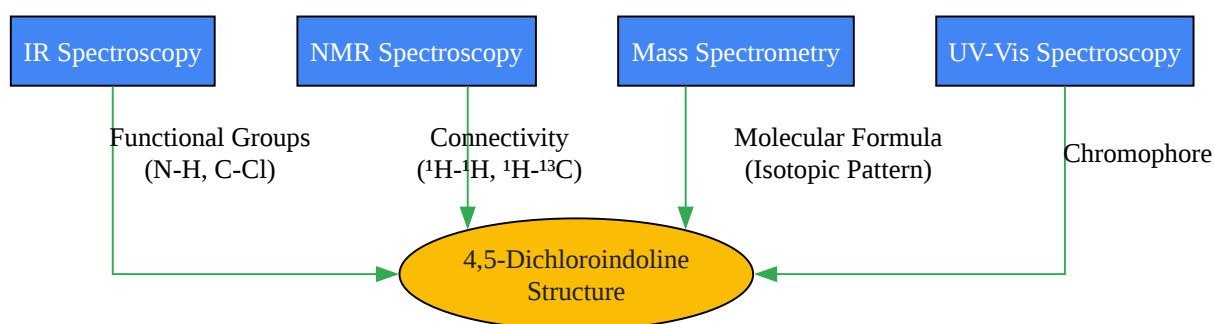 IR Spectroscopy
NMR Spectroscopy
Mass Spectrometry
UV-Vis Spectroscopy
Functional Groups
(N-H, C-Cl)
Connectivity
(¹H-¹H, ¹H-¹³C)
Molecular Formula
(Isotopic Pattern)
Chromophore
4,5-Dichloroindoline
Structure